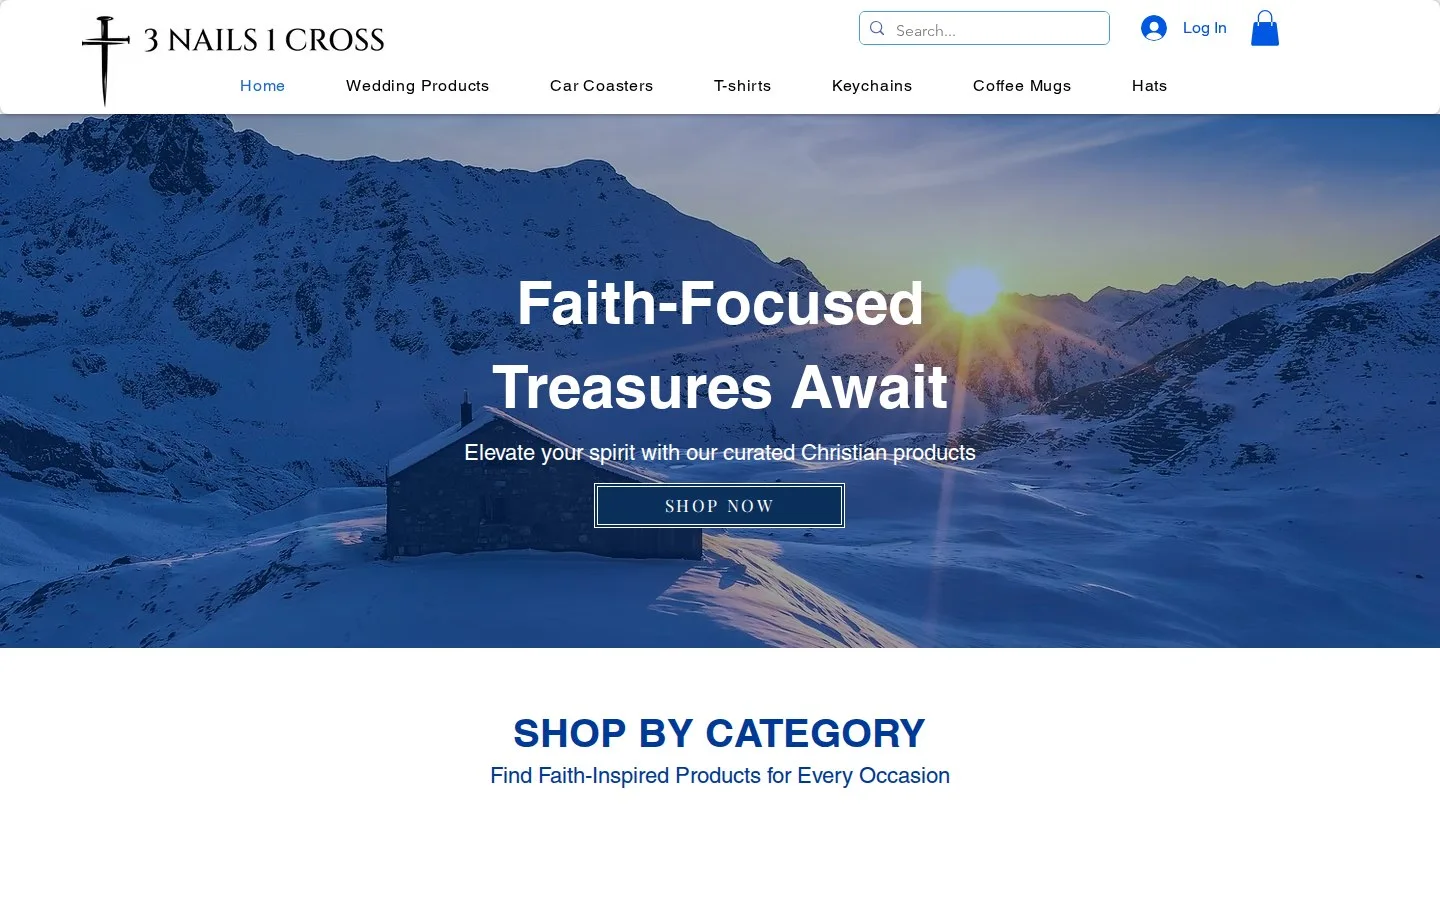 3 NAILS 1 CROSS
Search...
Log In
Home
Wedding Products
Car Coasters
T-shirts
Keychains
Coffee Mugs
Hats
Faith-Focused
Treasures Await
Elevate your spirit with our curated Christian products
SHOP NOW
SHOP BY CATEGORY
Find Faith-Inspired Products for Every Occasion